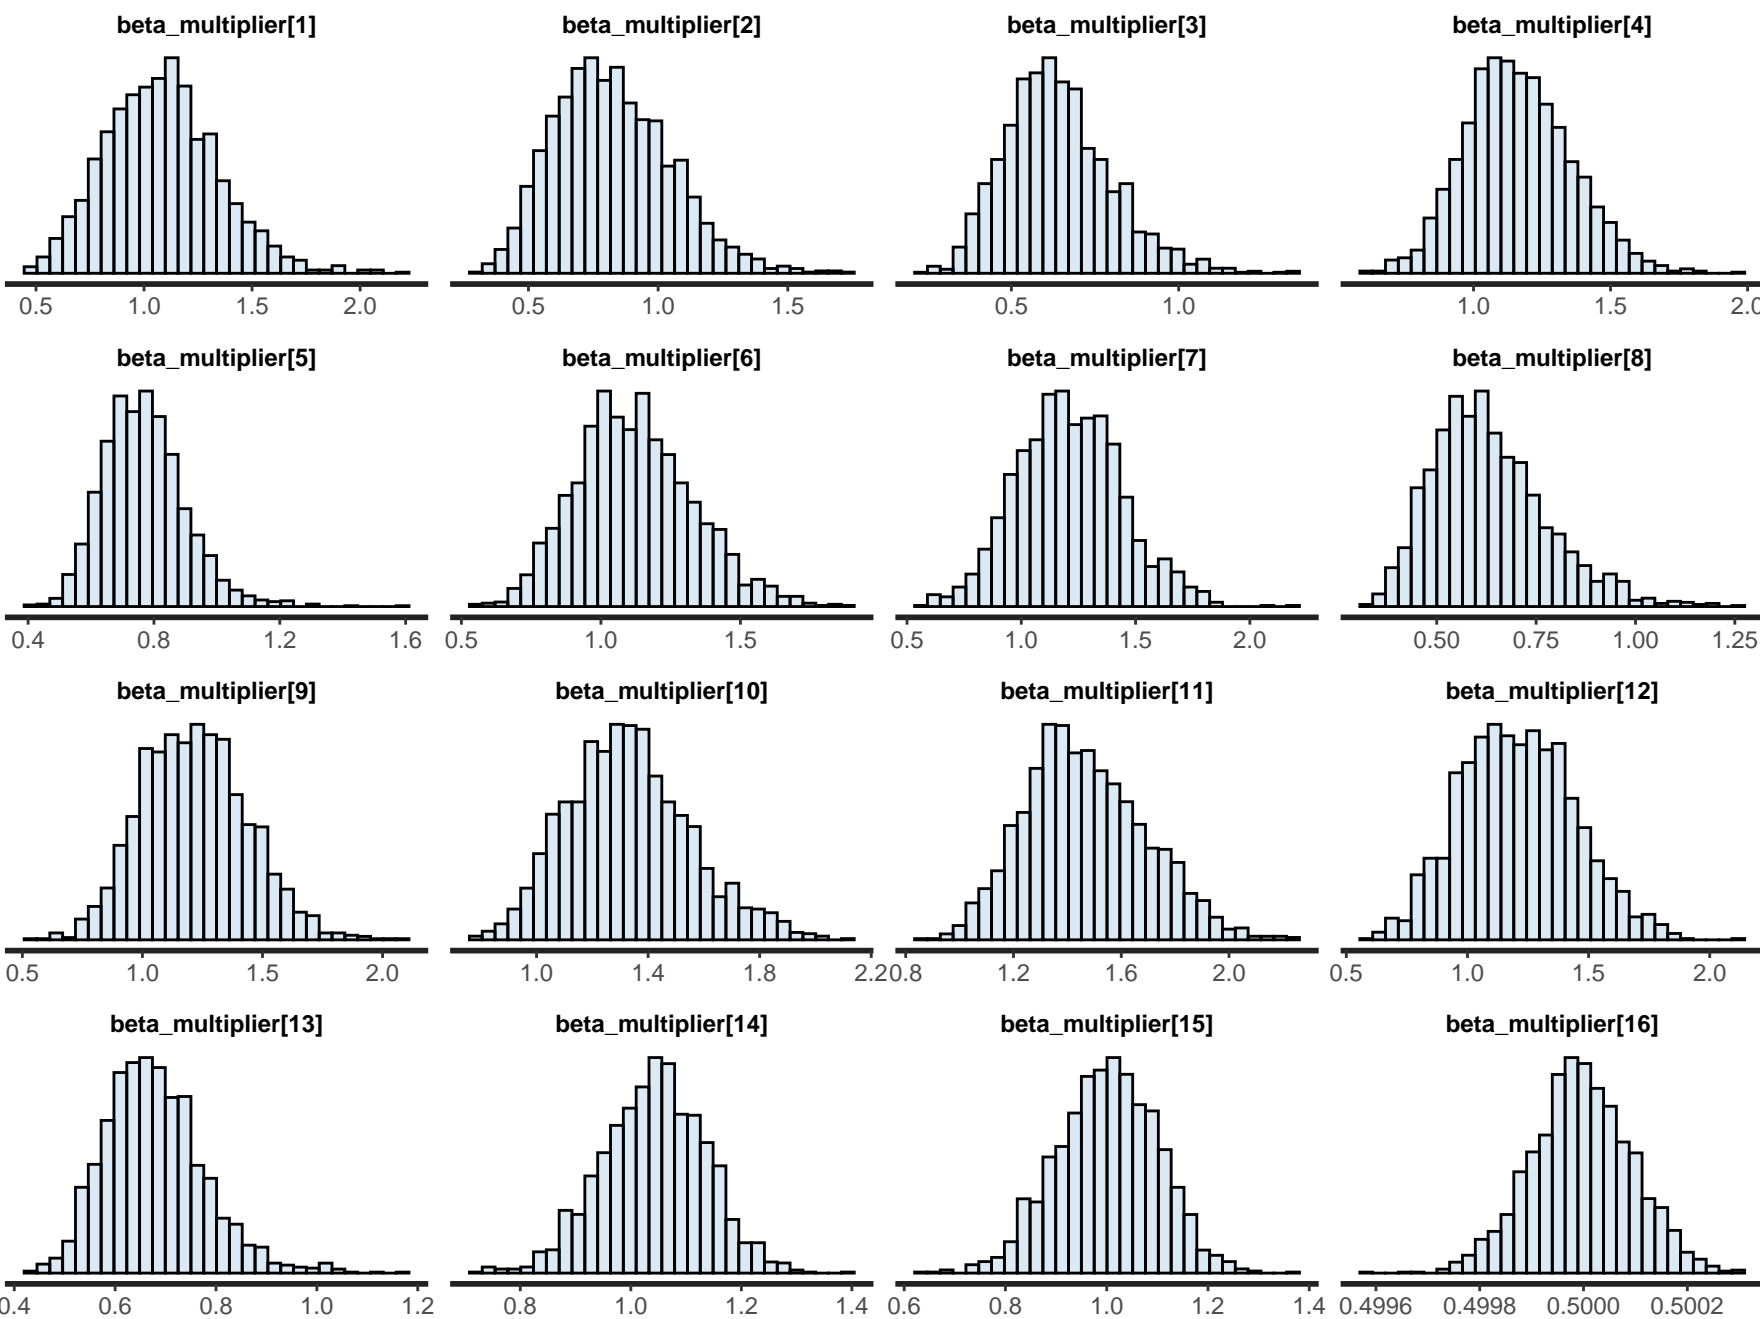 beta_multiplier[1] beta_multiplier[2] beta_multiplier[3] beta_multiplier[4]
0.5 1.0 1.5 2.0 0.5 1.0 1.5 0.5 1.0 1.0 1.5 2.0
beta_multiplier[5] beta_multiplier[6] beta_multiplier[7] beta_multiplier[8]
0.4 0.8 1.2 1.6 0.5 1.0 1.5 0.5 1.0 1.5 2.0 0.50 0.75 1.00 1.25
beta_multiplier[9] beta_multiplier[10] beta_multiplier[11] beta_multiplier[12]
0.5 1.0 1.5 2.0 1.0 1.4 1.8 2.2 0.8 1.2 1.6 2.0 0.5 1.0 1.5 2.0
beta_multiplier[13] beta_multiplier[14] beta_multiplier[15] beta_multiplier[16]
0.4 0.6 0.8 1.0 1.2 0.8 1.0 1.2 1.4 0.6 0.8 1.0 1.2 1.4 0.4996 0.4998 0.5000 0.5002